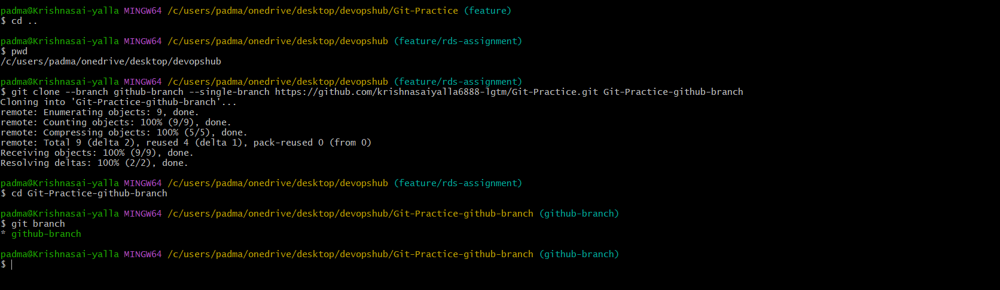 padma@Krishnasai-yalla MINGW64 /c/users/padma/onedrive/desktop/devopshub/Git-Practice (feature)
$ cd ..
padma@Krishnasai-yalla MINGW64 /c/users/padma/onedrive/desktop/devopshub (feature/rds-assignment)
$ pwd
/c/users/padma/onedrive/desktop/devopshub
padma@Krishnasai-yalla MINGW64 /c/users/padma/onedrive/desktop/devopshub (feature/rds-assignment)
$ git clone --branch github-branch --single-branch https://github.com/krishnasaiyalla6888-lgtm/Git-Practice.git Git-Practice-github-branch
Cloning into 'Git-Practice-github-branch'...
remote: Enumerating objects: 9, done.
remote: Counting objects: 100% (9/9), done.
remote: Compressing objects: 100% (5/5), done.
remote: Total 9 (delta 2), reused 4 (delta 1), pack-reused 0 (from 0)
Receiving objects: 100% (9/9), done.
Resolving deltas: 100% (2/2), done.
padma@Krishnasai-yalla MINGW64 /c/users/padma/onedrive/desktop/devopshub (feature/rds-assignment)
$ cd Git-Practice-github-branch
padma@Krishnasai-yalla MINGW64 /c/users/padma/onedrive/desktop/devopshub/Git-Practice-github-branch (github-branch)
$ git branch
* github-branch
padma@Krishnasai-yalla MINGW64 /c/users/padma/onedrive/desktop/devopshub/Git-Practice-github-branch (github-branch)
$